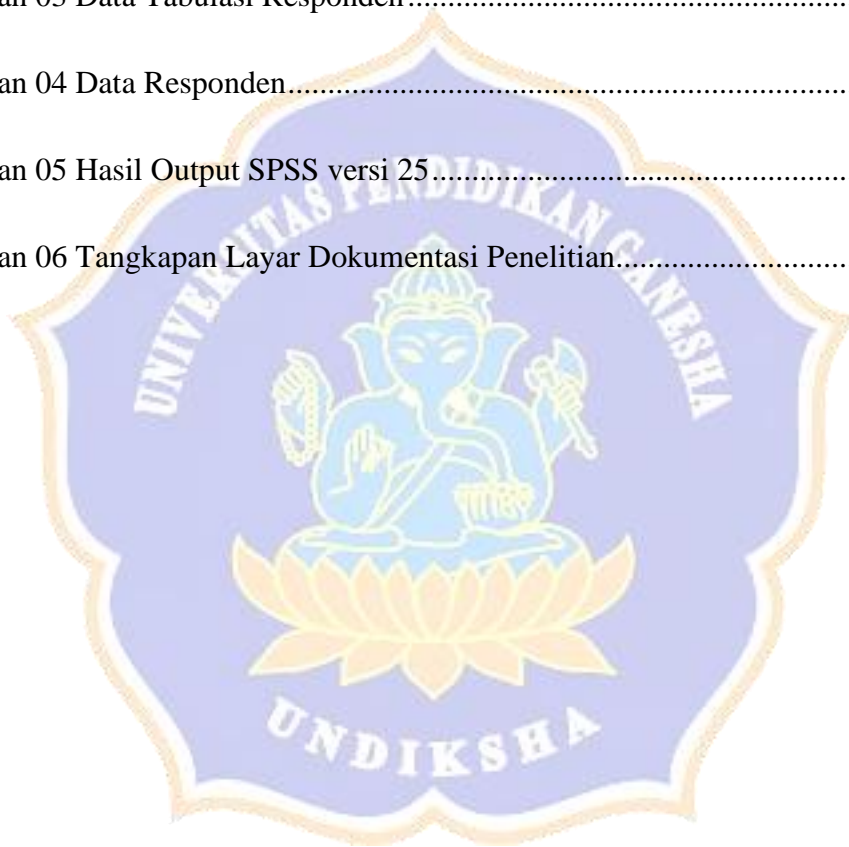 an 03 Data Tabulasi Responden
an 04 Data Responden
an 05 Hasil Output SPSS versi 25
an 06 Tangkapan Layar Dokumentasi Penelitian
UNIVERSITAS PENDIDIKAN GANESHA
UNDIKSHA